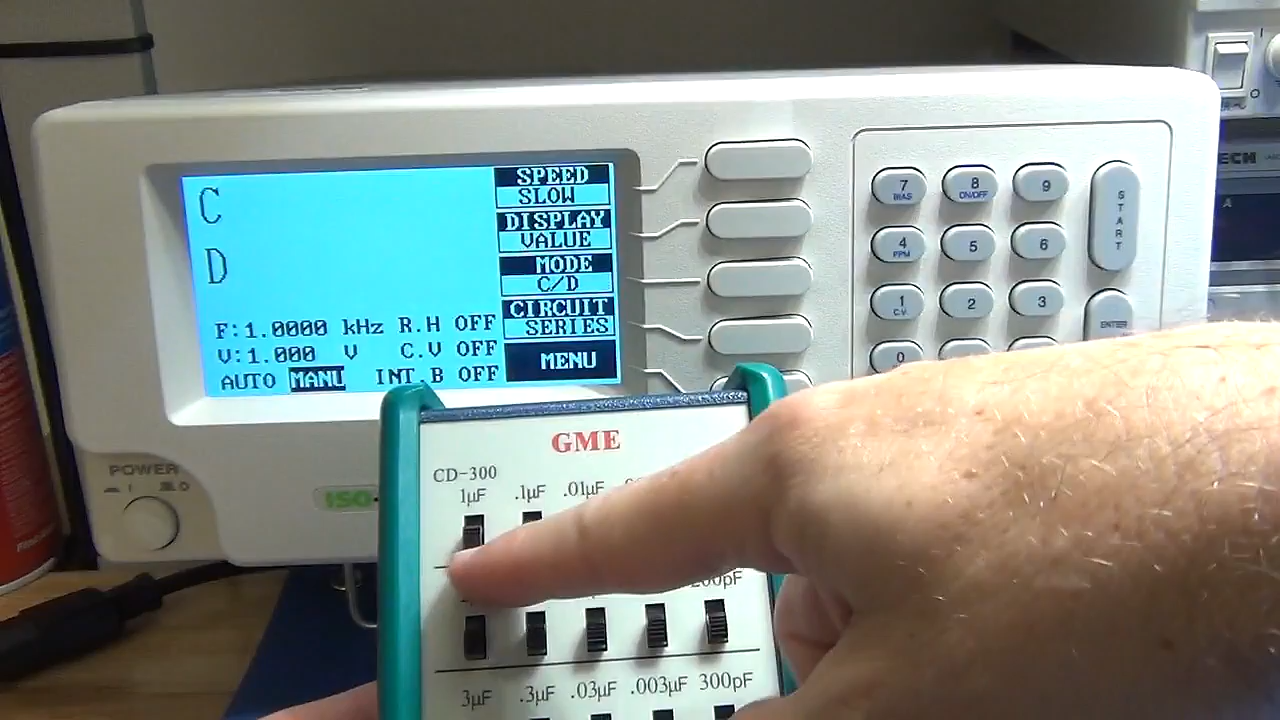 C
D
F:1.0000 kHz R.H OFF
V:1.000 V C.V OFF
AUTO MANU INT.B OFF
SPEED
SLOW
DISPLAY
VALUE
MODE
C/D
CIRCUIT
SERIES
MENU
7 8 9
BIAS ON/OFF
4 5 6
PPM
1 2 3
C.V
0
START
ENTER
POWER
ISO
ECH
A
GME
CD-300
1µF .1µF .01µF
200pF
3µF .3µF .03µF .003µF 300pF